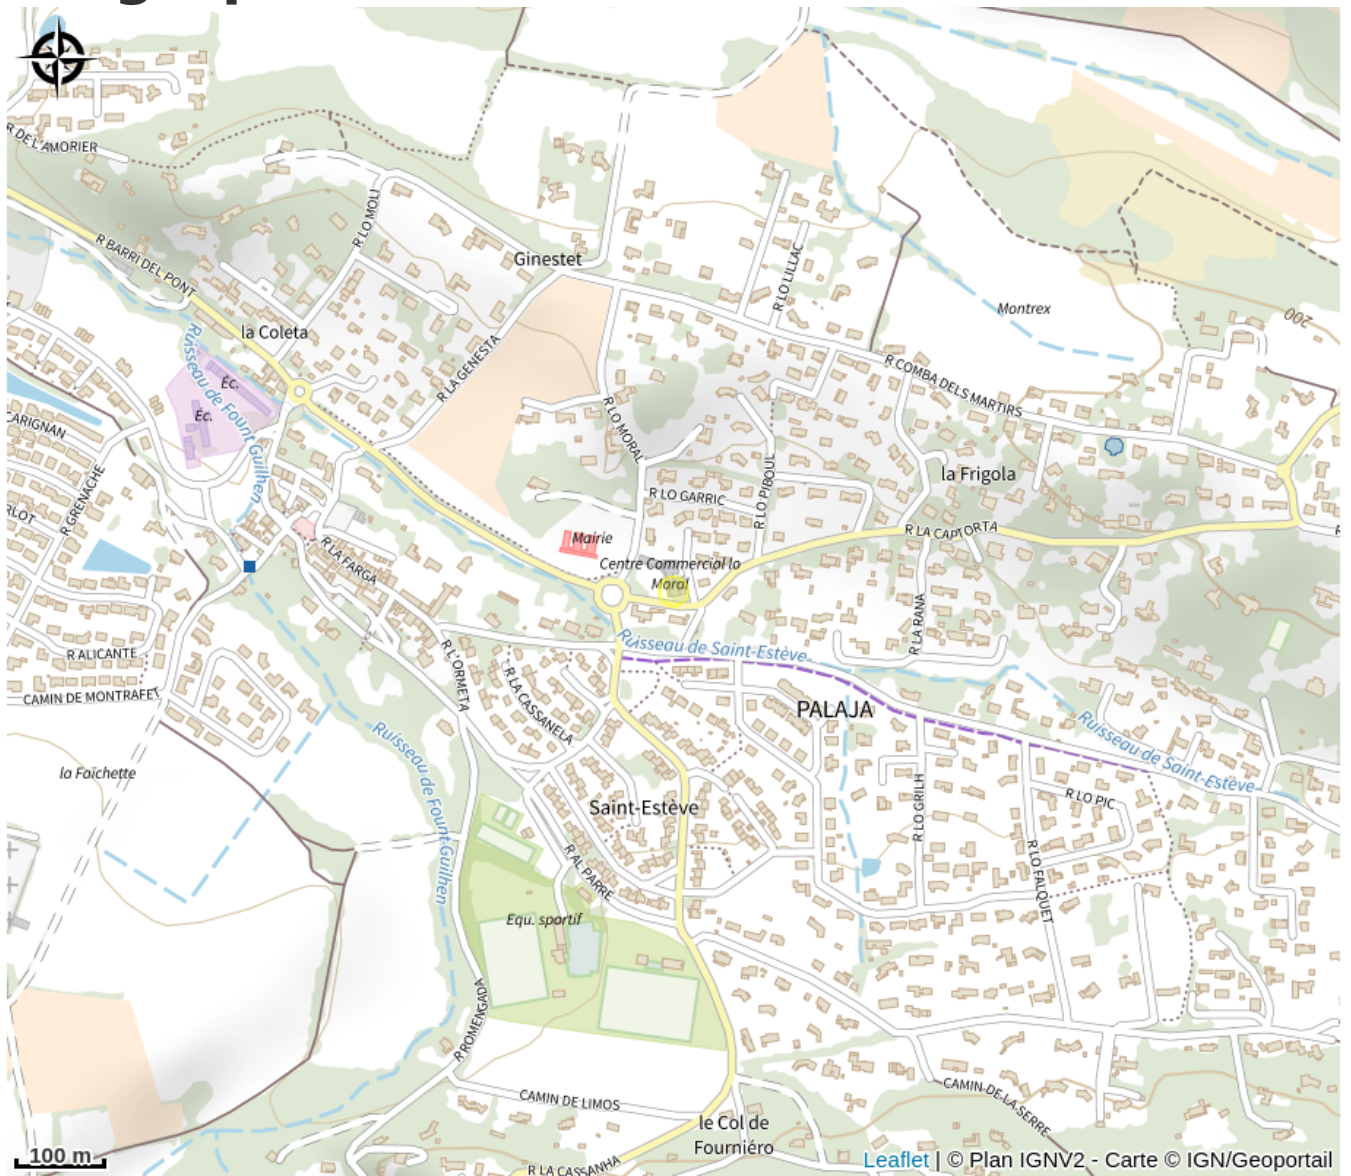 R DE L'AMORIER
R LO MOLI
R BARRI DEL PONT
Ginestet
R LO LILLAC
Montrex
200
la Coleta
R LA GENESTA
Ruisseau de Fount Guilhen
Éc.
Éc.
R COMBA DELS MARTIRS
R LO MORAL
CARIGNAN
R GRENACHE
la Frigola
R LO PIBOUL
R LO GARRIC
RLOT
R LA CAPTORTA
Mairie
R LA FARGA
Centre Commercial lo
Moral
R LA RANA
Ruisseau de Saint-Estève
R ALICANTE
R L'ORMETA
CAMIN DE MONTRAFET
R LA CASSANELA
PALAJA
Ruisseau de Saint-Estève
Ruisseau de Fount Guilhen
la Faïchette
Saint-Estève
R LO GRILH
R LO PIC
R AL PARRE
R LO FALQUET
Equ. sportif
R ROMENGADA
CAMIN DE LIMOS
CAMIN DE LA SERRE
le Col de
Fourniéro
R LA CASSANHA
100 m
Leaflet | © Plan IGNV2 - Carte © IGN/Geoportail